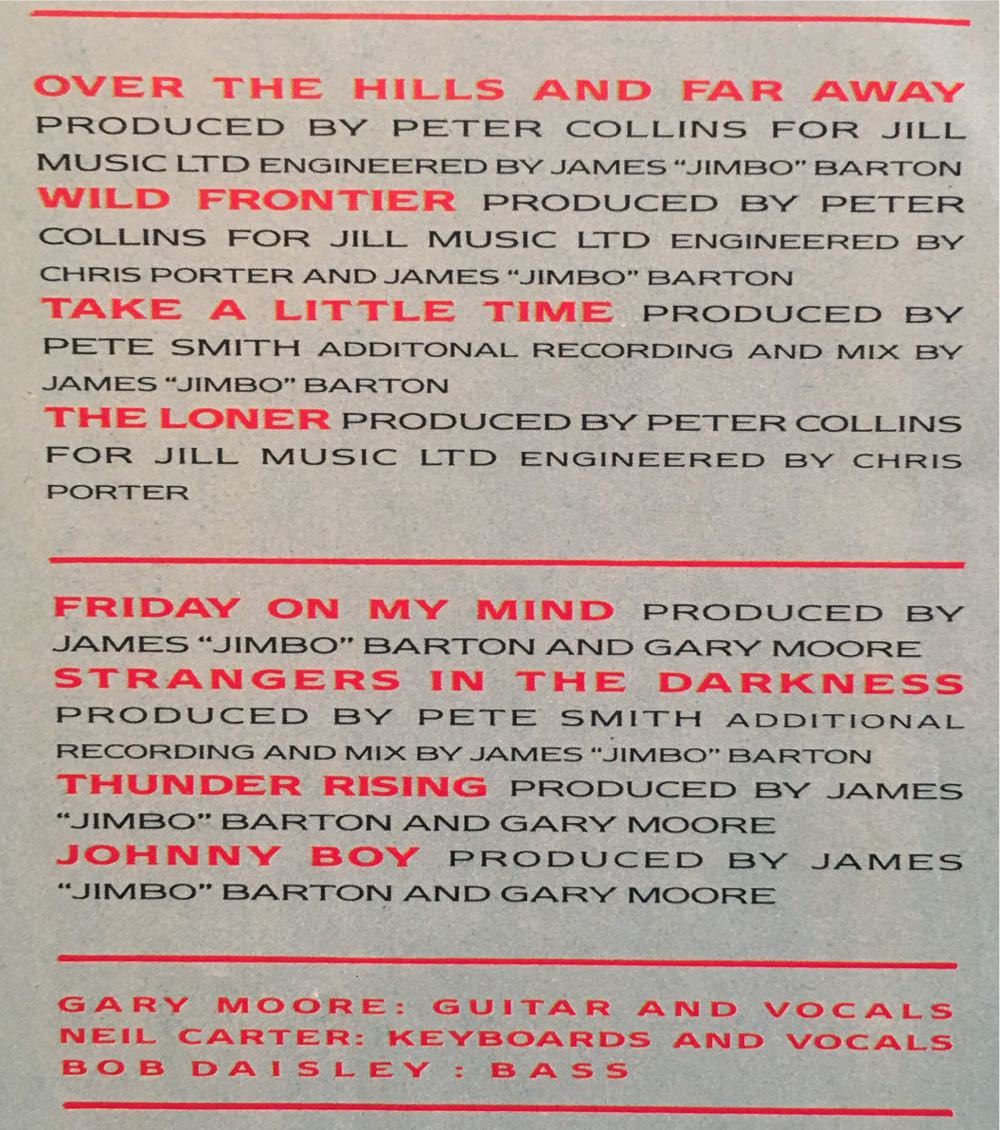 OVER THE HILLS AND FAR AWAY
PRODUCED BY PETER COLLINS FOR JILL
MUSIC LTD ENGINEERED BY JAMES “JIMBO” BARTON
WILD FRONTIER PRODUCED BY PETER
COLLINS FOR JILL MUSIC LTD ENGINEERED BY
CHRIS PORTER AND JAMES “JIMBO” BARTON
TAKE A LITTLE TIME PRODUCED BY
PETE SMITH ADDITONAL RECORDING AND MIX BY
JAMES “JIMBO” BARTON
THE LONER PRODUCED BY PETER COLLINS
FOR JILL MUSIC LTD ENGINEERED BY CHRIS
PORTER
FRIDAY ON MY MIND PRODUCED BY
JAMES “JIMBO” BARTON AND GARY MOORE
STRANGERS IN THE DARKNESS
PRODUCED BY PETE SMITH ADDITIONAL
RECORDING AND MIX BY JAMES “JIMBO” BARTON
THUNDER RISING PRODUCED BY JAMES
“JIMBO” BARTON AND GARY MOORE
JOHNNY BOY PRODUCED BY JAMES
“JIMBO” BARTON AND GARY MOORE
GARY MOORE: GUITAR AND VOCALS
NEIL CARTER: KEYBOARDS AND VOCALS
BOB DAISLEY : BASS